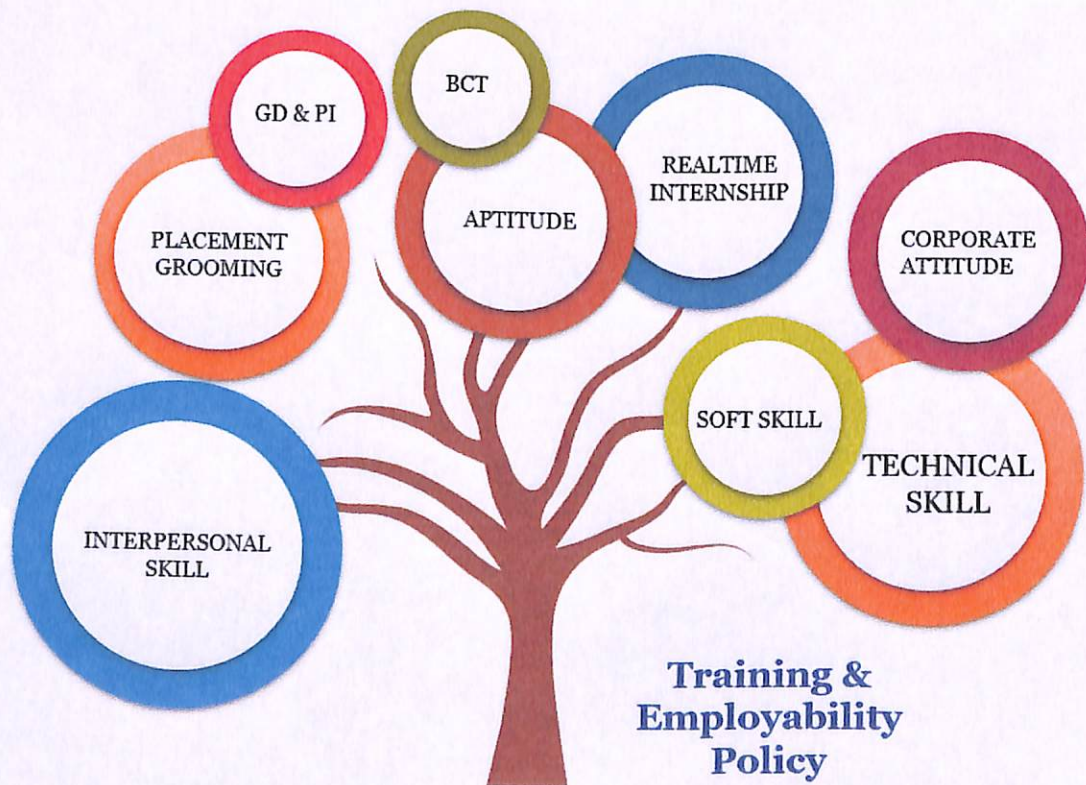 GD & PI
BCT
REALTIME
INTERNSHIP
PLACEMENT
GROOMING
APTITUDE
CORPORATE
ATTITUDE
SOFT SKILL
TECHNICAL
SKILL
INTERPERSONAL
SKILL
Training &
Employability
Policy